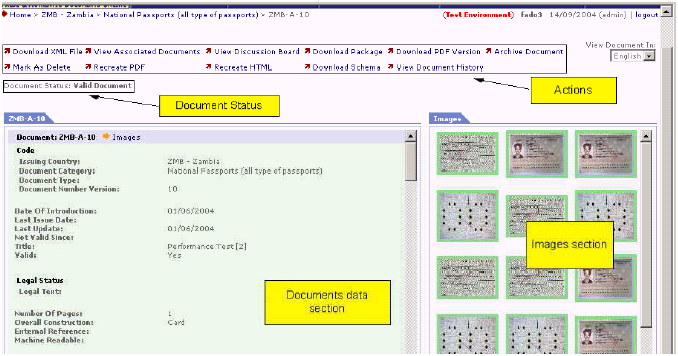 Home > ZMB - Zambia > National Passports (all type of passports) > ZMB-A-10 (Test Environment) fado3 14/09/2004 (admin) | logout
Download XML File View Associated Documents View Discussion Board Download Package Download PDF Version Archive Document
View Document In:
Mark As Delete Recreate PDF Recreate HTML Download Schema View Document History
English
Document Status: Valid Document
Document Status
Actions
ZMB-A-10
Images
Document: ZMB-A-10 Images
Code
Issuing Country: ZMB - Zambia
Document Category: National Passports (all type of passports)
Document Type:
Document Number Version: 10
Date Of Introduction: 01/06/2004
Last Issue Date:
Last Update: 01/06/2004
Not Valid Since:
Title: Performance Test [2]
Valid: Yes
Images section
Legal Status
Legal Text:
Documents data
section
Number Of Pages: 1
Overall Construction: Card
External Reference:
Machine Readable: